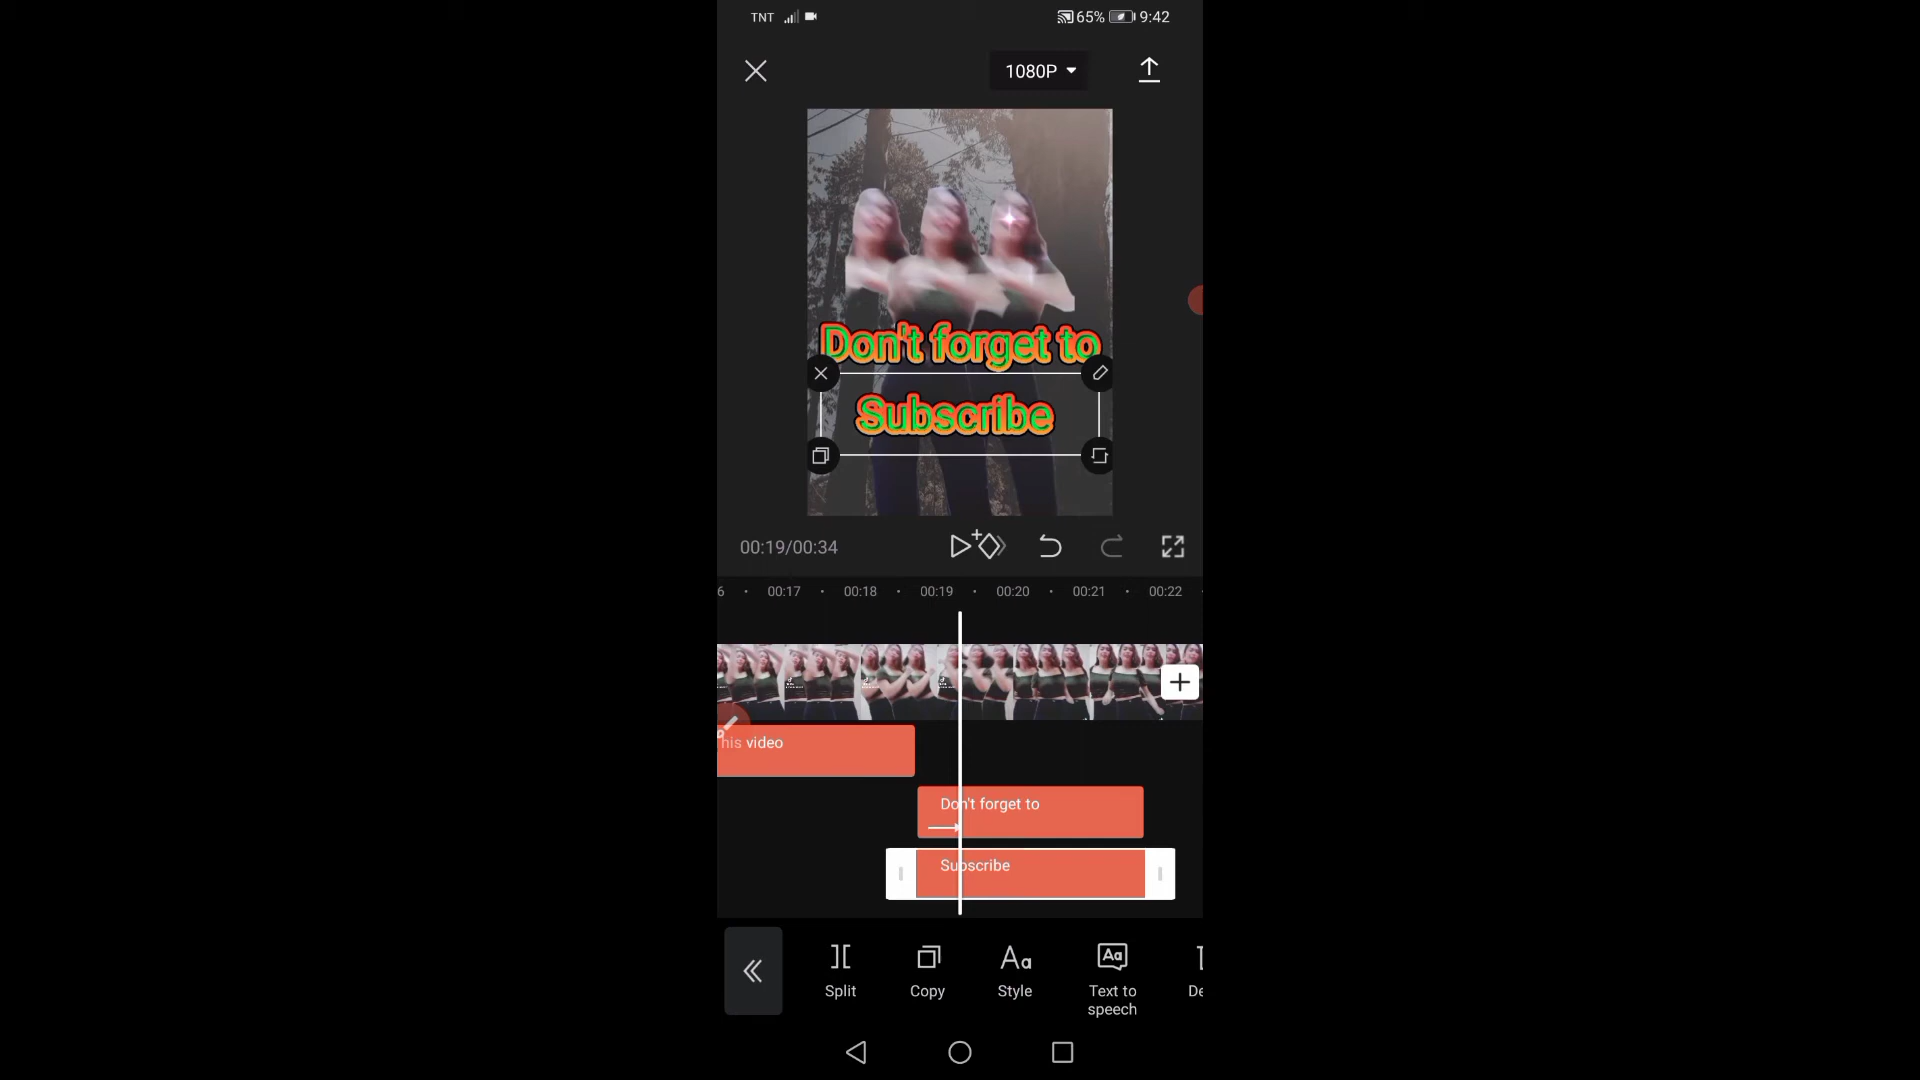 TNT 65% 9:42
1080P
Don't forget to
Subscribe
00:19/00:34
6 00:17 00:18 00:19 00:20 00:21 00:22
his video
Don't forget to
Subscribe
Split Copy Style Text to speech De